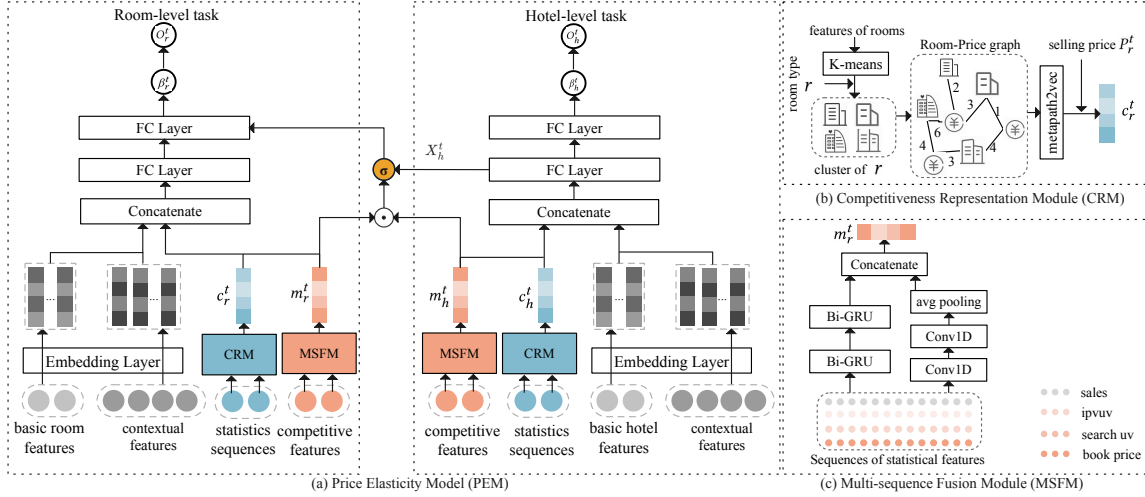 Room-level task
O_r^t
β_r^t
FC Layer
FC Layer
Concatenate
...
...
c_r^t
m_r^t
Embedding Layer
CRM
MSFM
basic room
features
contextual
features
statistics
sequences
competitive
features
Hotel-level task
O_h^t
β_h^t
FC Layer
X_h^t
σ
FC Layer
Concatenate
m_h^t
c_h^t
...
...
MSFM
CRM
Embedding Layer
competitive
features
statistics
sequences
basic hotel
features
contextual
features
(a) Price Elasticity Model (PEM)
features of rooms
K-means
room type
r
cluster of r
Room-Price graph
2
3
1
6
4
3
4
¥
¥
¥
metapath2vec
selling price P_r^t
c_r^t
(b) Competitiveness Representation Module (CRM)
m_r^t
Concatenate
Bi-GRU
Bi-GRU
avg pooling
Conv1D
Conv1D
sales
ipvuv
search uv
book price
Sequences of statistical features
(c) Multi-sequence Fusion Module (MSFM)